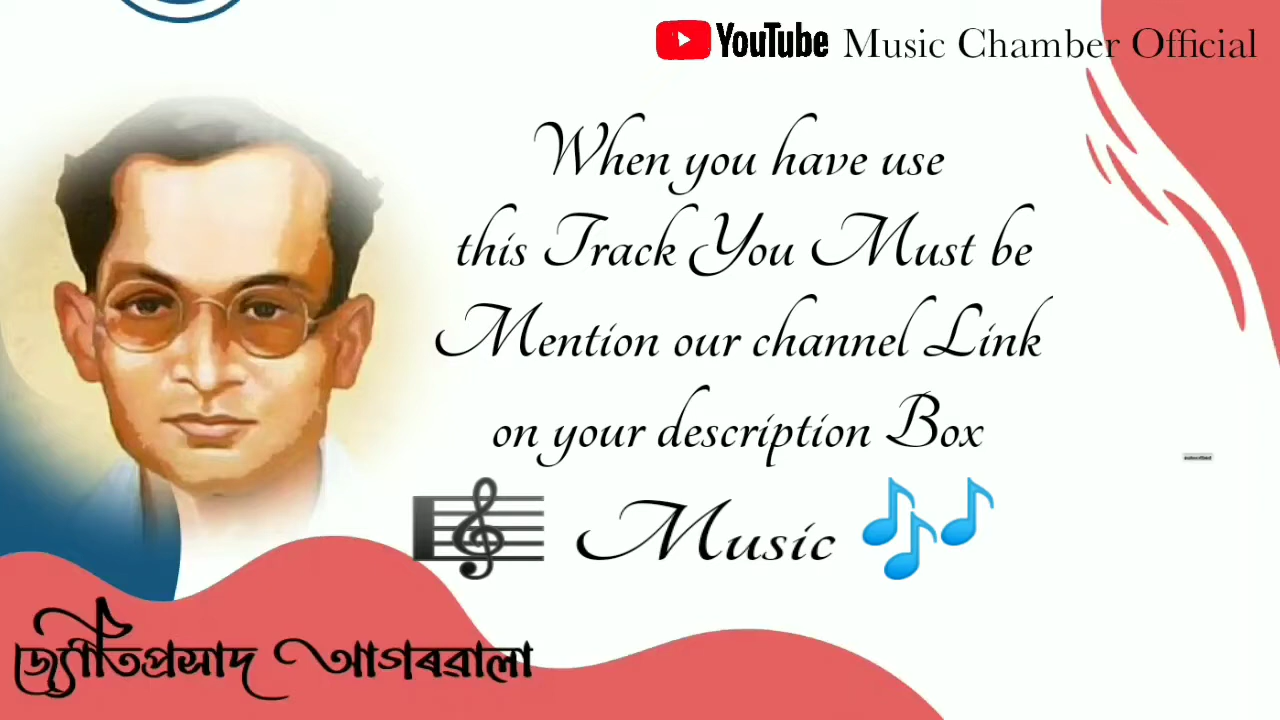 YouTube Music Chamber Official
When you have use
this Track You Must be
Mention our channel Link
on your description Box
Music
জ্যোতিপ্ৰসাদ আগৰৱালা